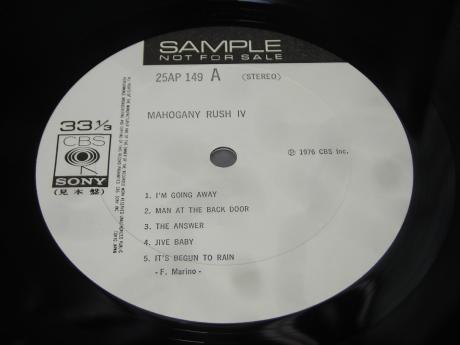 SAMPLE
NOT FOR SALE
25AP 149 A (STEREO)
MAHOGANY RUSH IV
33 1/3
CBS
SONY
(見本盤)
℗ 1976 CBS Inc.
1. I'M GOING AWAY
2. MAN AT THE BACK DOOR
3. THE ANSWER
4. JIVE BABY
5. IT'S BEGUN TO RAIN
- F. Marino -